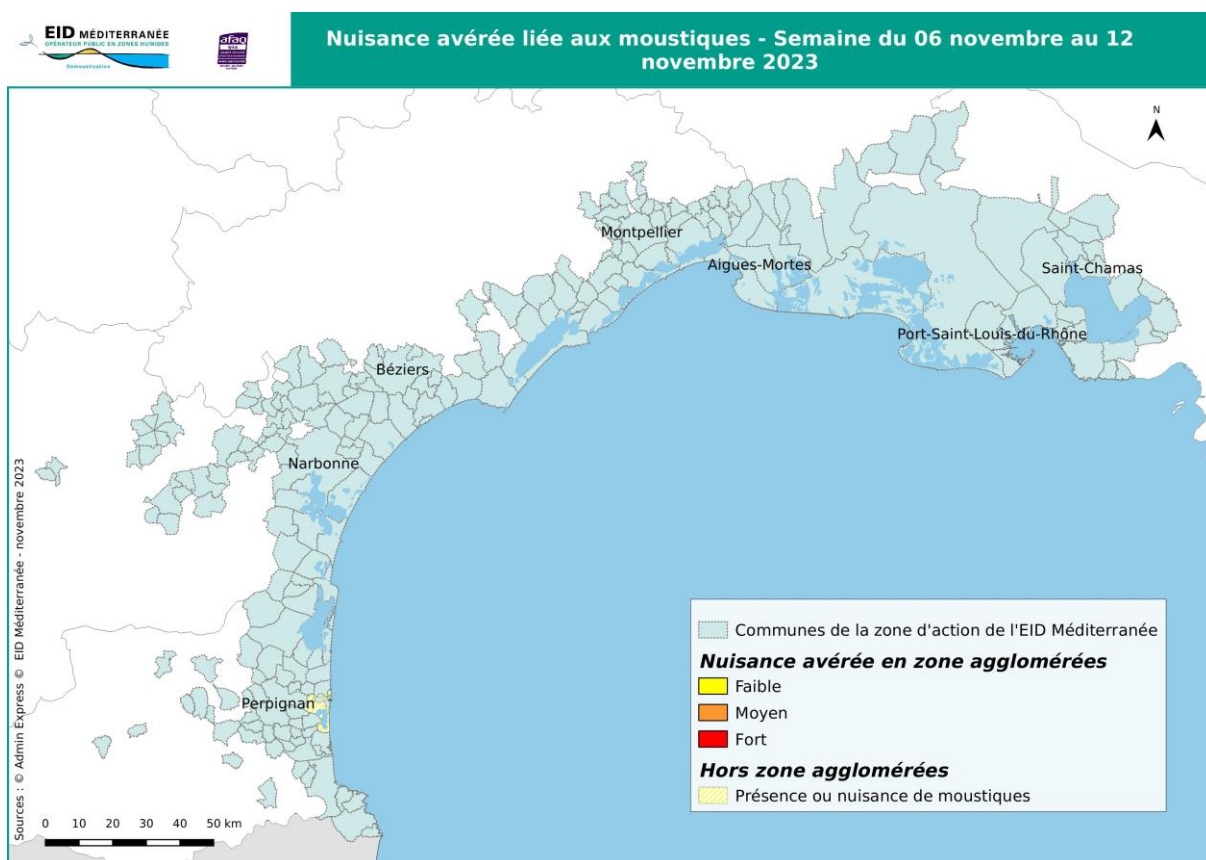 EID MÉDITERRANÉE
OPÉRATEUR PUBLIC EN ZONES HUMIDES
Démoustication
afaq
Nuisance avérée liée aux moustiques - Semaine du 06 novembre au 12
novembre 2023
N
Montpellier
Aigues-Mortes
Saint-Chamas
Port-Saint-Louis-du-Rhône
Béziers
Narbonne
Perpignan
Communes de la zone d'action de l'EID Méditerranée
Nuisance avérée en zone agglomérées
Faible
Moyen
Fort
Hors zone agglomérées
Présence ou nuisance de moustiques
0 10 20 30 40 50 km
Sources : © Admin Express © EID Méditerranée - novembre 2023